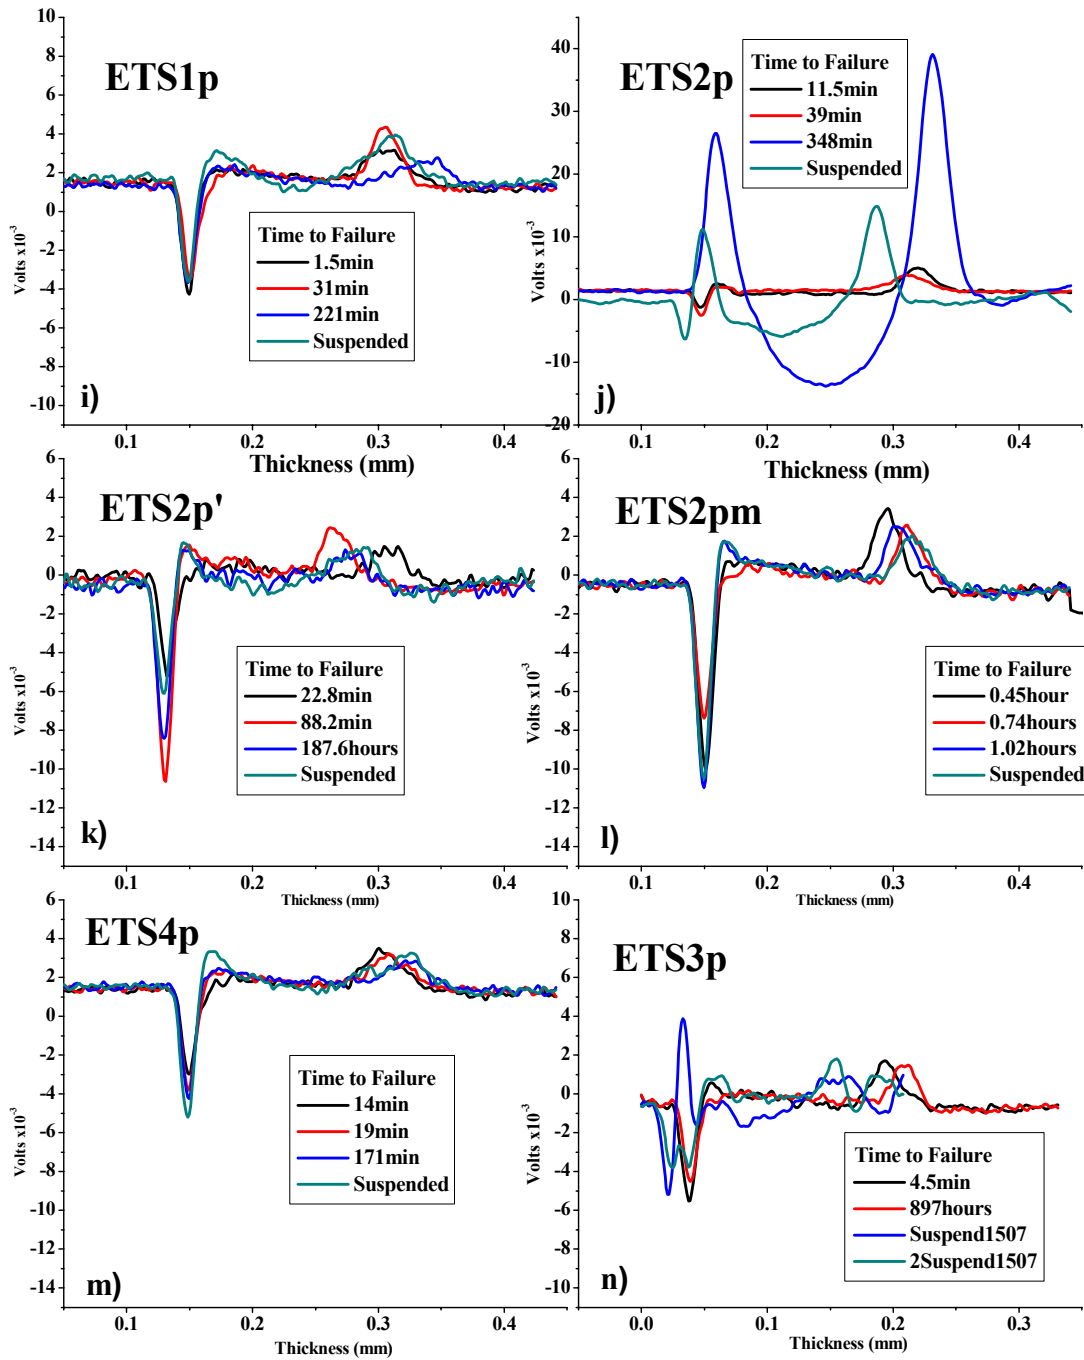 ETS1p
10
8
6
4
2
0
-2
-4
-6
-8
-10
Volts x10⁻³
Time to Failure
1.5min
31min
221min
Suspended
i)
0.1 0.2 0.3 0.4
Thickness (mm)
ETS2p
40
30
20
10
0
-10
-20
Volts x10⁻³
Time to Failure
11.5min
39min
348min
Suspended
j)
0.1 0.2 0.3 0.4
Thickness (mm)
ETS2p'
6
4
2
0
-2
-4
-6
-8
-10
-12
-14
Volts x10⁻³
Time to Failure
22.8min
88.2min
187.6hours
Suspended
k)
0.1 0.2 0.3 0.4
Thickness (mm)
ETS2pm
6
4
2
0
-2
-4
-6
-8
-10
-12
-14
Volts x10⁻³
Time to Failure
0.45hour
0.74hours
1.02hours
Suspended
l)
0.1 0.2 0.3 0.4
Thickness (mm)
ETS4p
6
4
2
0
-2
-4
-6
-8
-10
-12
-14
Volts x10⁻³
Time to Failure
14min
19min
171min
Suspended
m)
0.1 0.2 0.3 0.4
Thickness (mm)
ETS3p
10
8
6
4
2
0
-2
-4
-6
-8
-10
Volts x10⁻³
Time to Failure
4.5min
897hours
Suspend1507
2Suspend1507
n)
0.0 0.1 0.2 0.3
Thickness (mm)